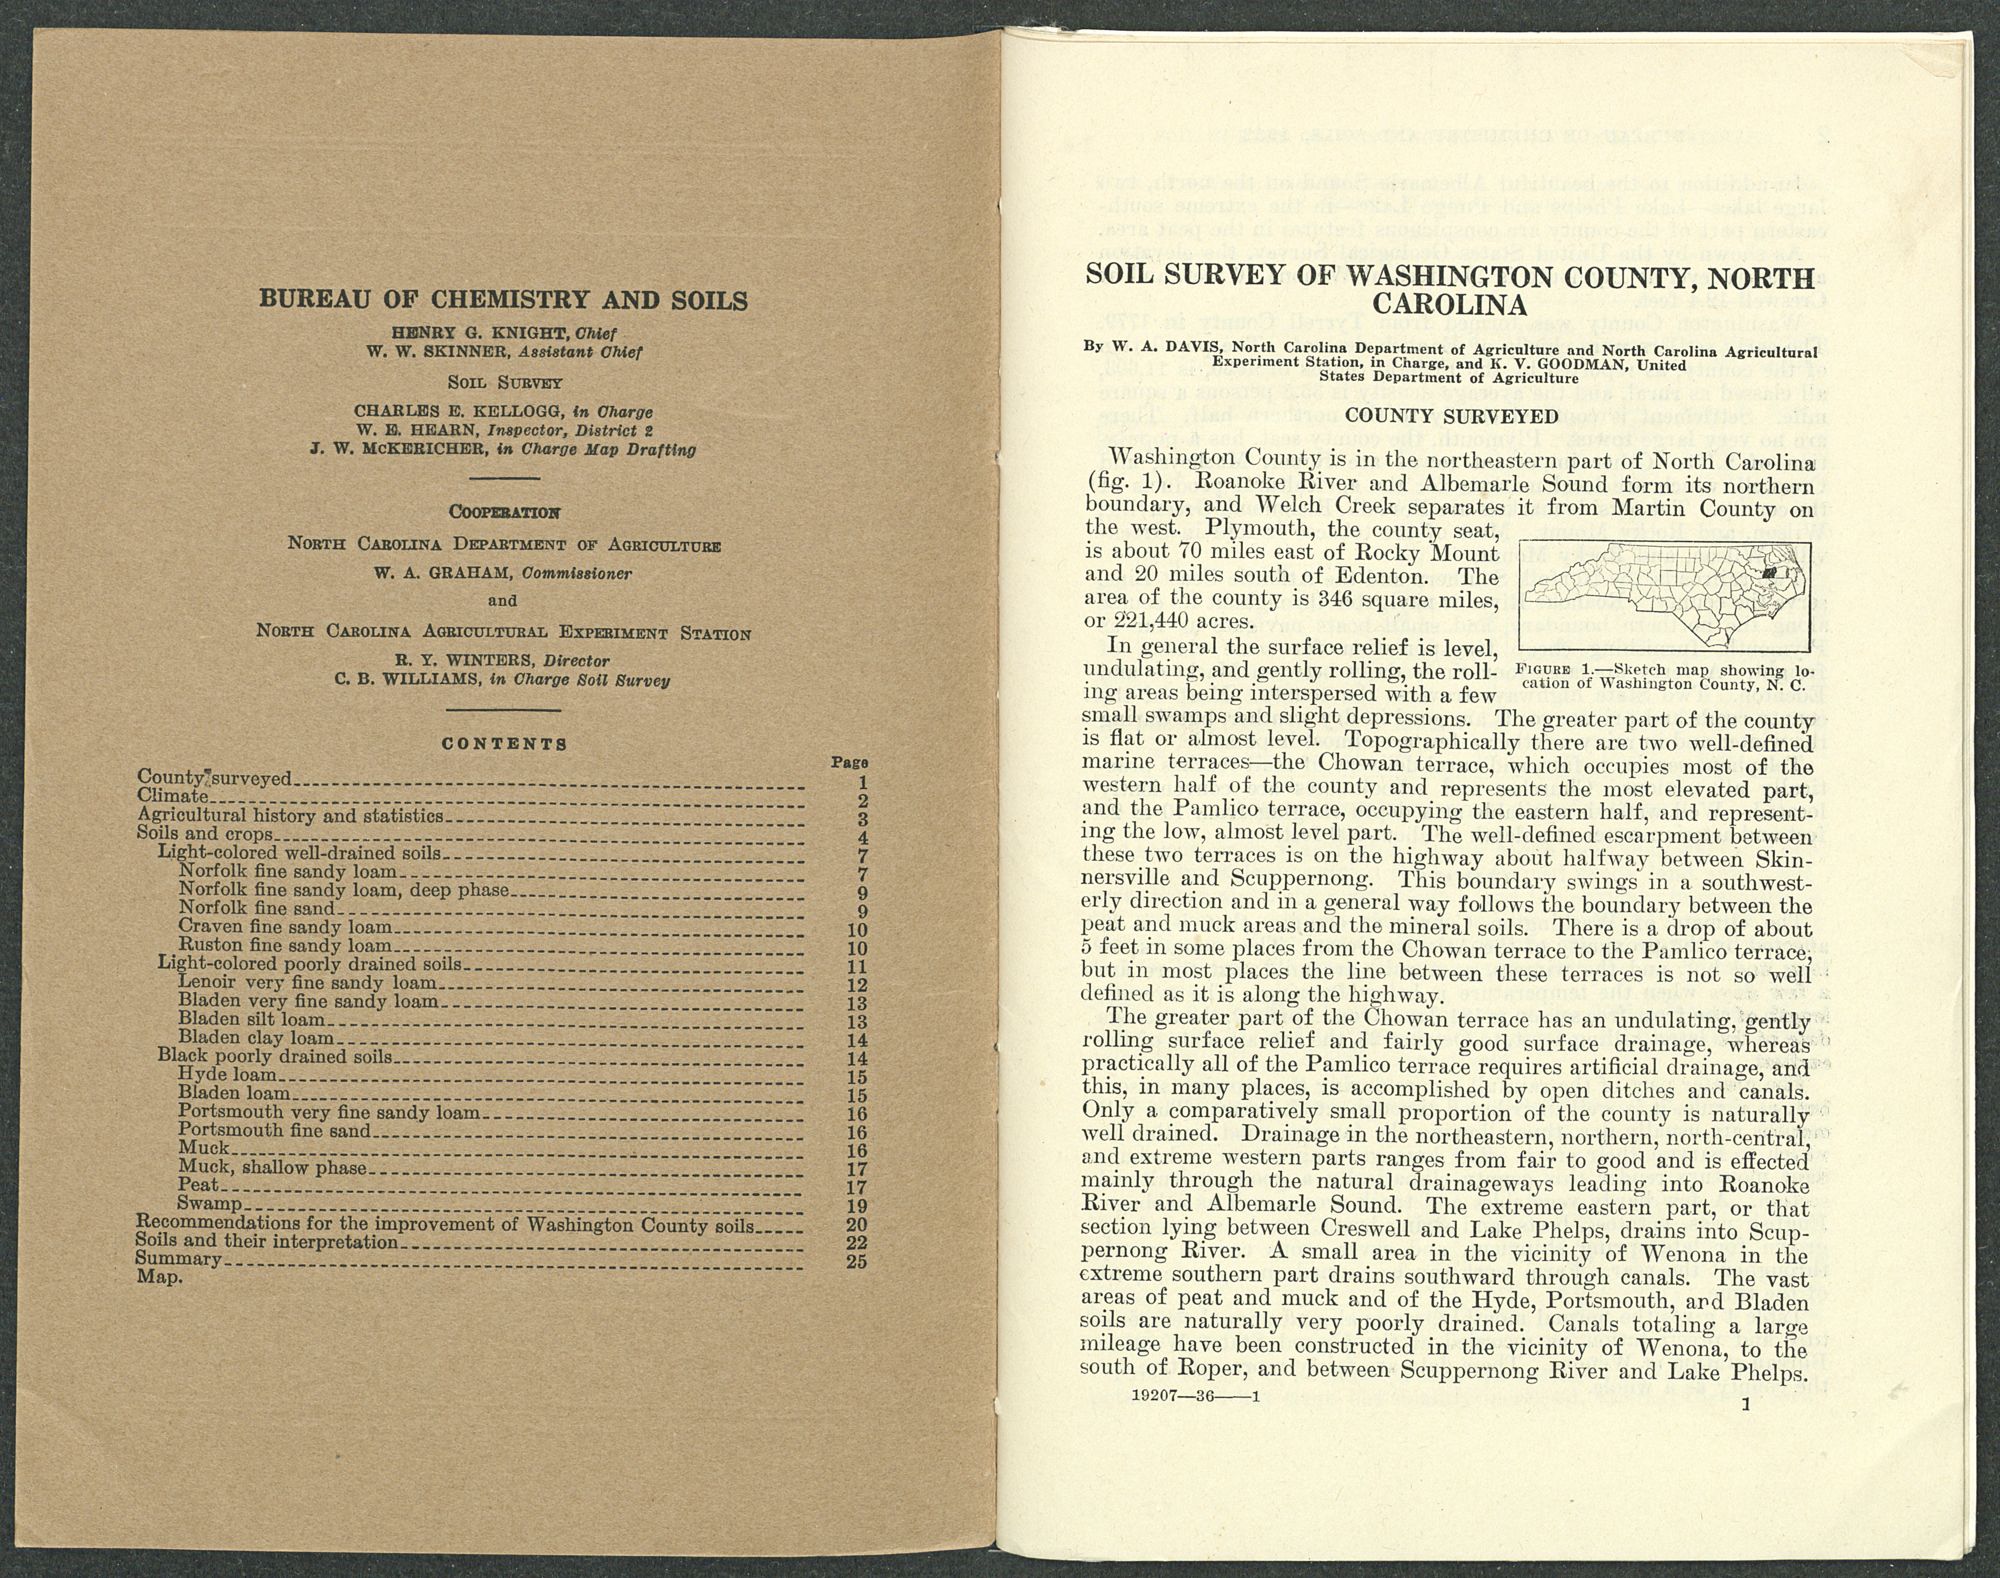 BUREAU OF CHEMISTRY AND SOILS
HENRY G. KNIGHT, Chief
W. W. SKINNER, Assistant Chief
SOIL SURVEY
CHARLES E. KELLOGG, in Charge
W. E. HEARN, Inspector, District 2
J. W. McKERICHER, in Charge Map Drafting
COOPERATION
NORTH CAROLINA DEPARTMENT OF AGRICULTURE
W. A. GRAHAM, Commissioner
and
NORTH CAROLINA AGRICULTURAL EXPERIMENT STATION
R. Y. WINTERS, Director
C. B. WILLIAMS, in Charge Soil Survey
CONTENTS
Page
County surveyed 1
Climate 2
Agricultural history and statistics 3
Soils and crops 4
Light-colored well-drained soils 7
Norfolk fine sandy loam 7
Norfolk fine sandy loam, deep phase 9
Norfolk fine sand 9
Craven fine sandy loam 10
Ruston fine sandy loam 10
Light-colored poorly drained soils 11
Lenoir very fine sandy loam 12
Bladen very fine sandy loam 13
Bladen silt loam 13
Bladen clay loam 14
Black poorly drained soils 14
Hyde loam 15
Bladen loam 15
Portsmouth very fine sandy loam 16
Portsmouth fine sand 16
Muck 16
Muck, shallow phase 17
Peat 17
Swamp 19
Recommendations for the improvement of Washington County soils 20
Soils and their interpretation 22
Summary 25
Map.
SOIL SURVEY OF WASHINGTON COUNTY, NORTH
CAROLINA
By W. A. DAVIS, North Carolina Department of Agriculture and North Carolina Agricultural
Experiment Station, in Charge, and K. V. GOODMAN, United
States Department of Agriculture
COUNTY SURVEYED
Washington County is in the northeastern part of North Carolina
(fig. 1). Roanoke River and Albemarle Sound form its northern
boundary, and Welch Creek separates it from Martin County on
the west. Plymouth, the county seat,
is about 70 miles east of Rocky Mount
and 20 miles south of Edenton. The
area of the county is 346 square miles,
or 221,440 acres.
In general the surface relief is level,
undulating, and gently rolling, the roll-
ing areas being interspersed with a few
FIGURE 1.—Sketch map showing lo-
cation of Washington County, N. C.
small swamps and slight depressions. The greater part of the county
is flat or almost level. Topographically there are two well-defined
marine terraces—the Chowan terrace, which occupies most of the
western half of the county and represents the most elevated part,
and the Pamlico terrace, occupying the eastern half, and represent-
ing the low, almost level part. The well-defined escarpment between
these two terraces is on the highway about halfway between Skin-
nersville and Scuppernong. This boundary swings in a southwest-
erly direction and in a general way follows the boundary between the
peat and muck areas and the mineral soils. There is a drop of about
5 feet in some places from the Chowan terrace to the Pamlico terrace,
but in most places the line between these terraces is not so well
defined as it is along the highway.
The greater part of the Chowan terrace has an undulating, gently
rolling surface relief and fairly good surface drainage, whereas
practically all of the Pamlico terrace requires artificial drainage, and
this, in many places, is accomplished by open ditches and canals.
Only a comparatively small proportion of the county is naturally
well drained. Drainage in the northeastern, northern, north-central,
and extreme western parts ranges from fair to good and is effected
mainly through the natural drainageways leading into Roanoke
River and Albemarle Sound. The extreme eastern part, or that
section lying between Creswell and Lake Phelps, drains into Scup-
pernong River. A small area in the vicinity of Wenona in the
extreme southern part drains southward through canals. The vast
areas of peat and muck and of the Hyde, Portsmouth, and Bladen
soils are naturally very poorly drained. Canals totaling a large
mileage have been constructed in the vicinity of Wenona, to the
south of Roper, and between Scuppernong River and Lake Phelps.
19207—36——1
1